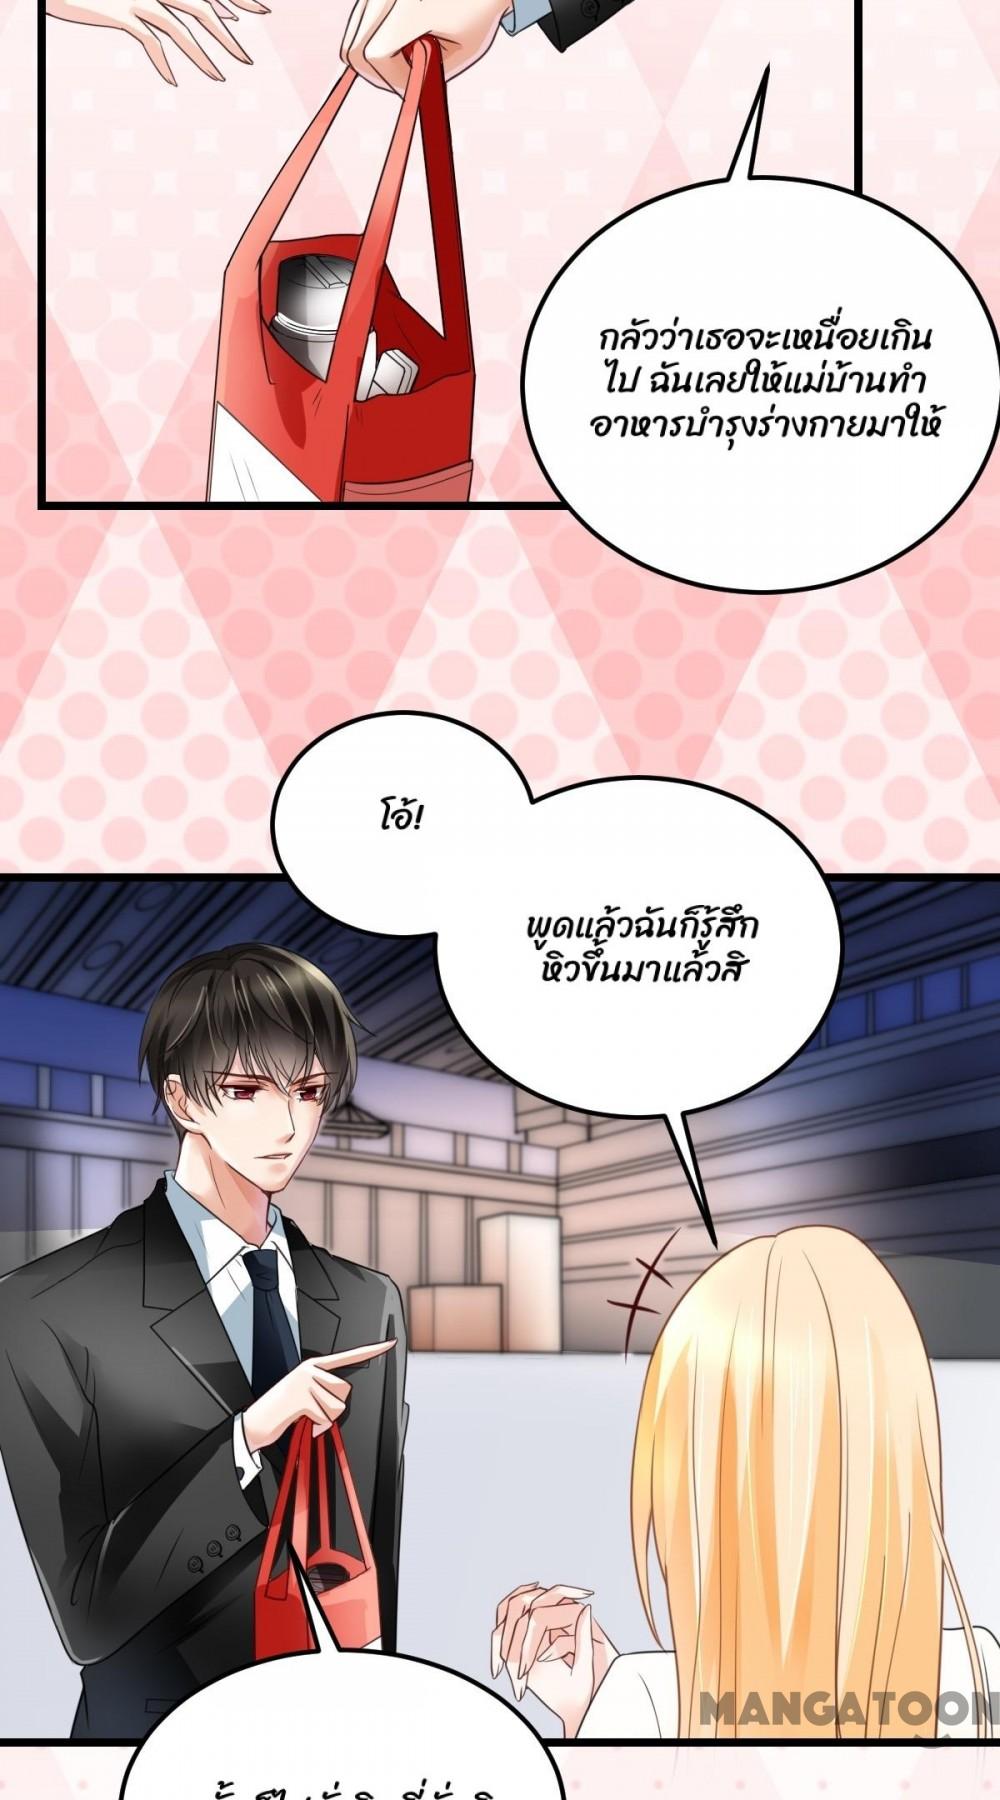 กลัวว่าเธอจะเหนื่อยเกิน
ไป ฉันเลยให้แม่บ้านทำ
อาหารบำรุงร่างกายมาให้
โอ้!
พูดแล้วฉันก็รู้สึก
หิวขึ้นมาแล้วสิ
MANGATOON